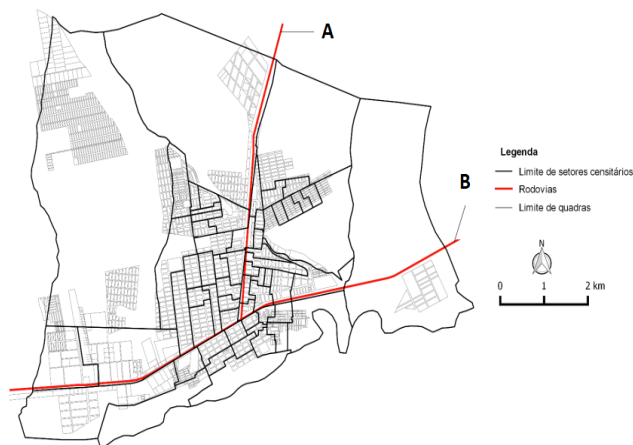 A
B
Legenda
Limite de setores censitários
Rodovias
Limite de quadras
N
0 1 2 km